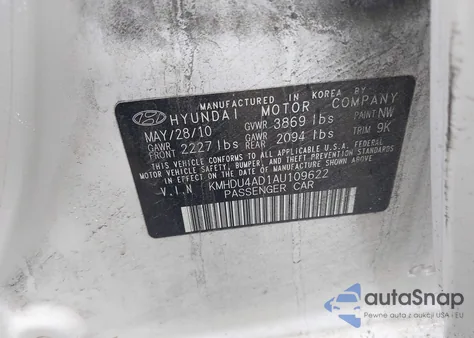 MANUFACTURED IN KOREA BY
HYUNDAI MOTOR COMPANY
MAY/28/10 GVWR 3869 lbs PAINT NW
GAWR FRONT 2227 lbs GAWR REAR 2094 lbs TRIM 9K
THIS VEHICLE CONFORMS TO ALL APPLICABLE U.S.A. FEDERAL
MOTOR VEHICLE SAFETY, BUMPER, AND THEFT PREVENTION STANDARDS
IN EFFECT ON THE DATE OF MANUFACTURE SHOWN ABOVE.
V.I.N KMHDU4AD1AU109622
PASSENGER CAR
autoSnap
Pewne auto z aukcji USA i EU